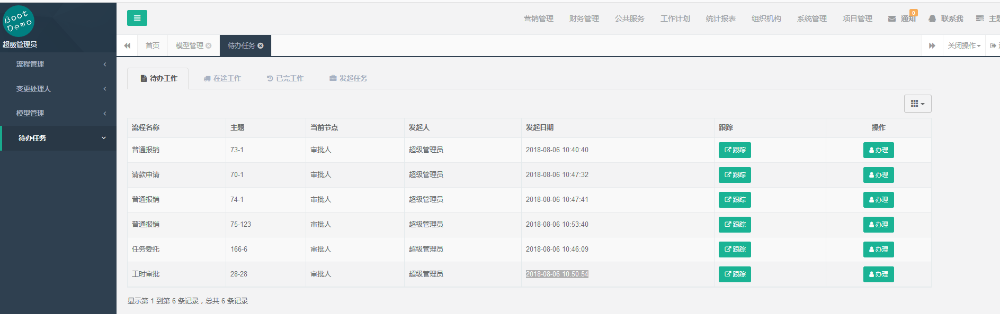 Boot
Demo
超级管理员
流程管理
变更处理人
模型管理
待办任务
营销管理 财务管理 公共服务 工作计划 统计报表 组织机构 系统管理 项目管理 通知 0 联系我 主题
首页 模型管理 待办任务 关闭操作
待办工作 在途工作 已完工作 发起任务
流程名称 主题 当前节点 发起人 发起日期 跟踪 操作
普通报销 73-1 审批人 超级管理员 2018-08-06 10:40:40 跟踪 办理
请款申请 70-1 审批人 超级管理员 2018-08-06 10:47:32 跟踪 办理
普通报销 74-1 审批人 超级管理员 2018-08-06 10:47:41 跟踪 办理
普通报销 75-123 审批人 超级管理员 2018-08-06 10:53:40 跟踪 办理
任务委托 166-6 审批人 超级管理员 2018-08-06 10:46:09 跟踪 办理
工时审批 28-28 审批人 超级管理员 2018-08-06 10:50:54 跟踪 办理
显示第 1 到第 6 条记录，总共 6 条记录